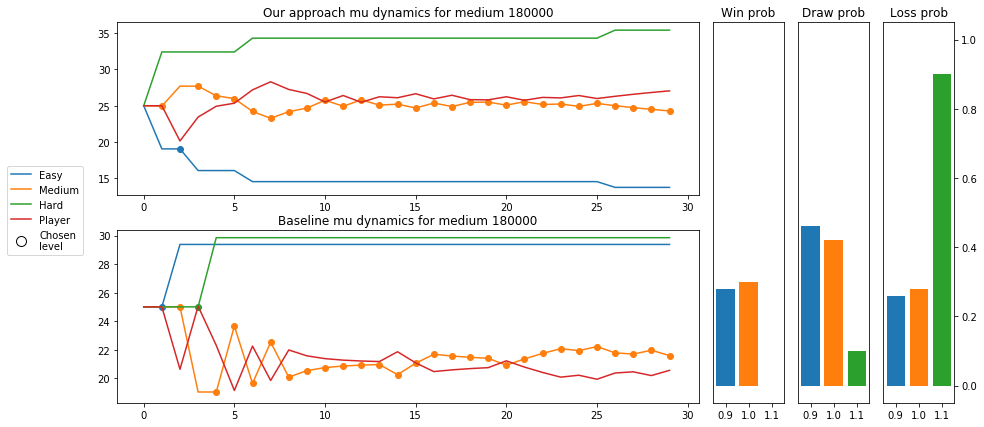 Our approach mu dynamics for medium 180000
Win prob
Draw prob
Loss prob
35
30
25
20
15
0
5
10
15
20
25
30
Easy
Medium
Hard
Player
Chosen
level
Baseline mu dynamics for medium 180000
30
28
26
24
22
20
0
5
10
15
20
25
30
0.9 1.0 1.1
0.9 1.0 1.1
0.9 1.0 1.1
1.0
0.8
0.6
0.4
0.2
0.0